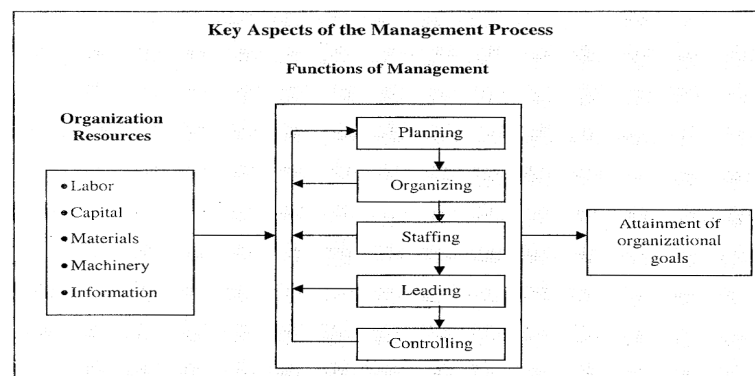 Key Aspects of the Management Process
Functions of Management
Organization
Resources
• Labor
• Capital
• Materials
• Machinery
• Information
Planning
Organizing
Staffing
Leading
Controlling
Attainment of
organizational
goals